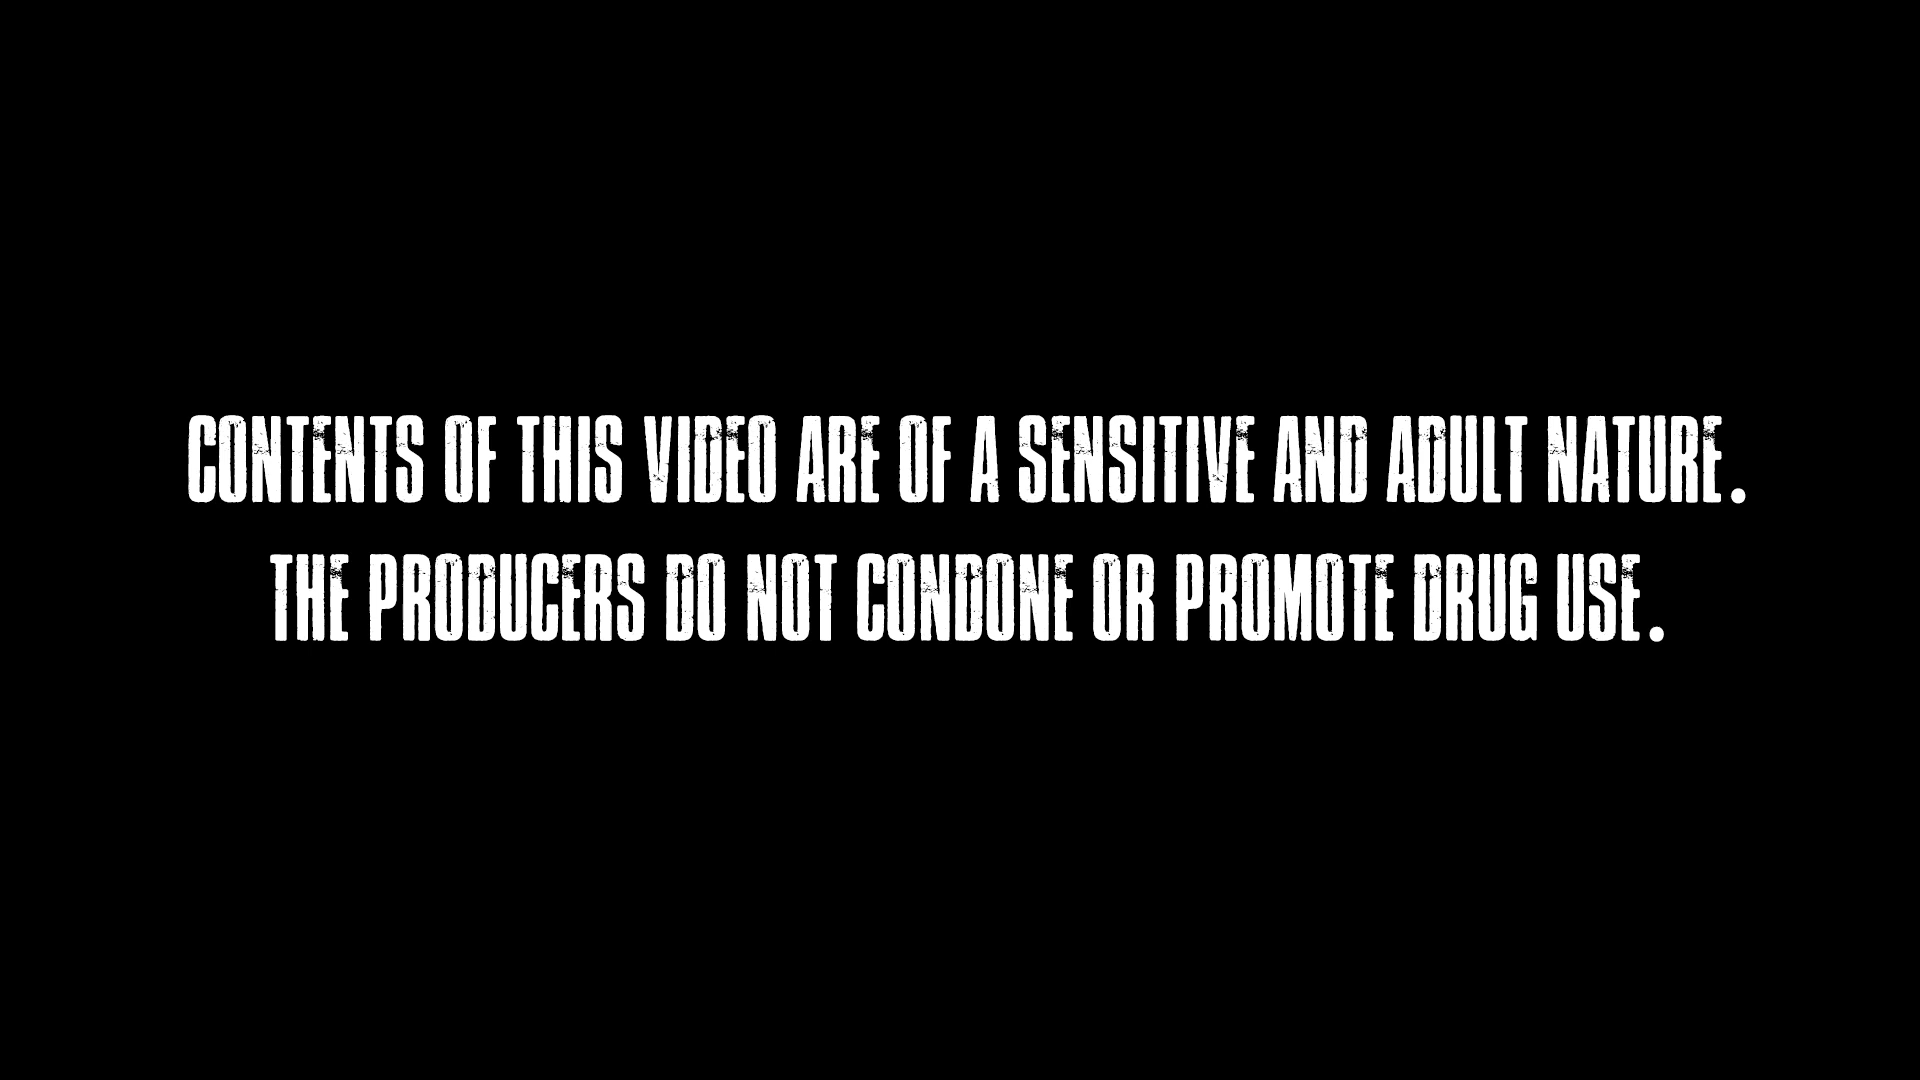 CONTENTS OF THIS VIDEO ARE OF A SENSITIVE AND ADULT NATURE.
THE PRODUCERS DO NOT CONDONE OR PROMOTE DRUG USE.